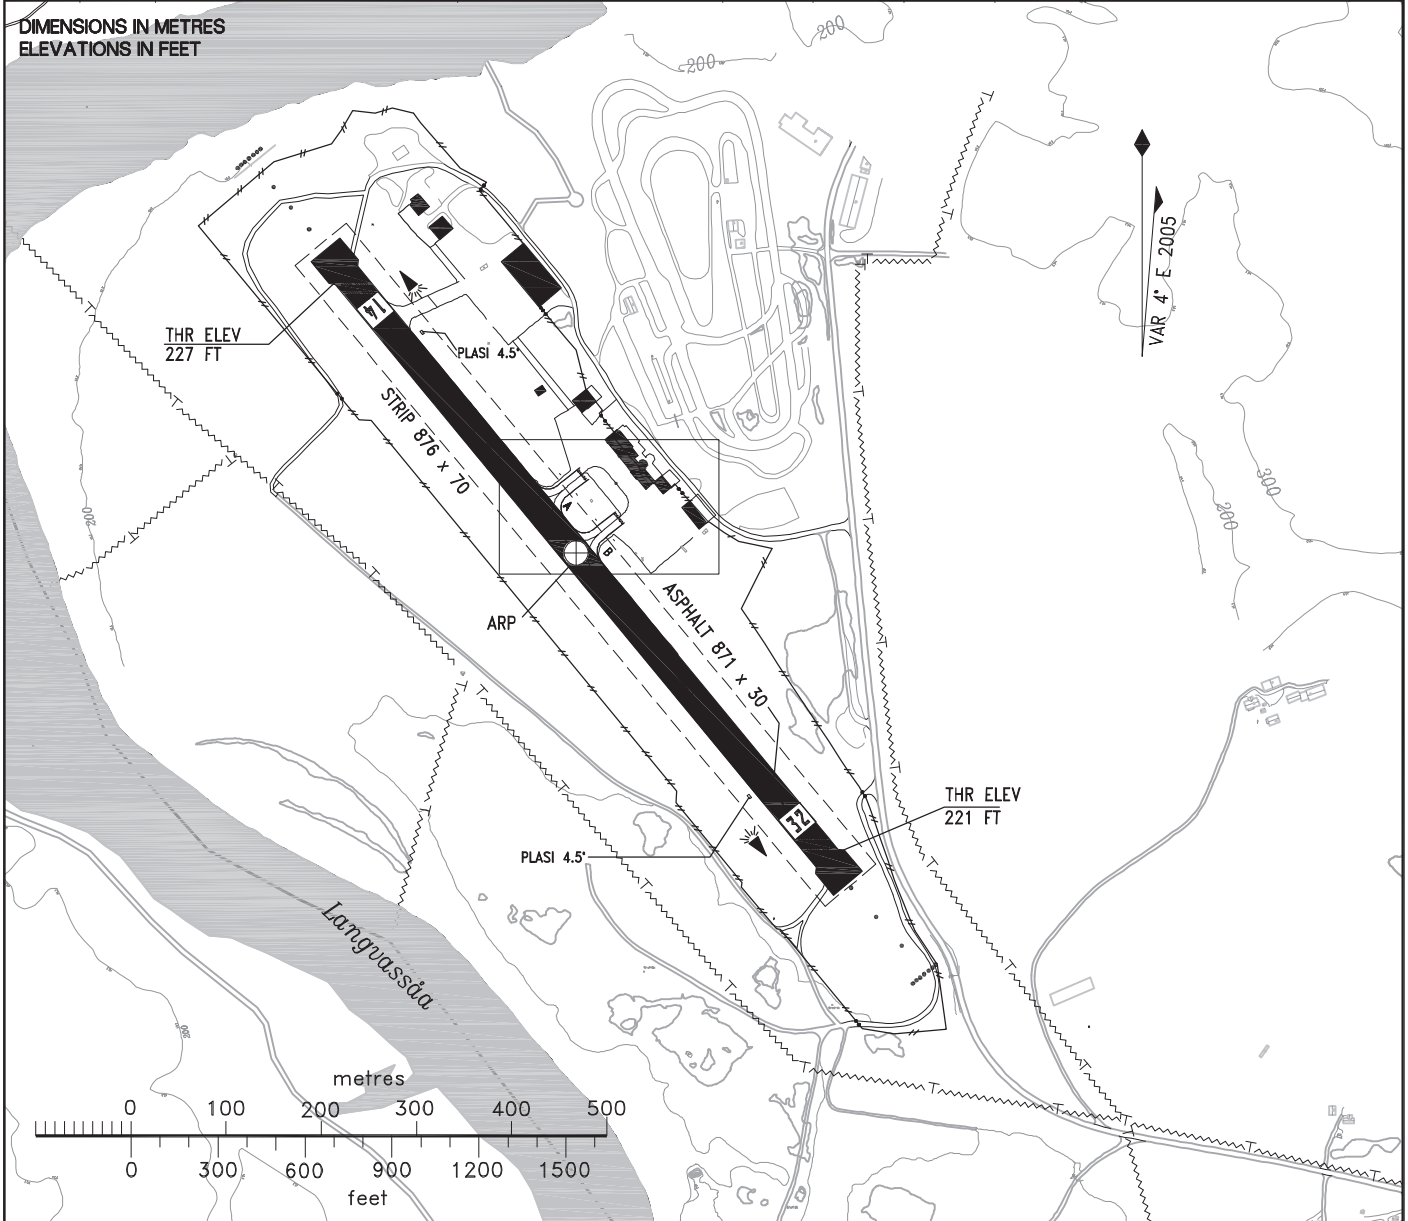 DIMENSIONS IN METRES
ELEVATIONS IN FEET
200
200
VAR 4° E 2005
14
THR ELEV
227 FT
PLASI 4.5°
STRIP 876 x 70
A
B
ARP
ASPHALT 871 x 30
200
300
200
32
THR ELEV
221 FT
PLASI 4.5°
Langvassåa
200
metres
0 100 200 300 400 500
0 300 600 900 1200 1500
feet